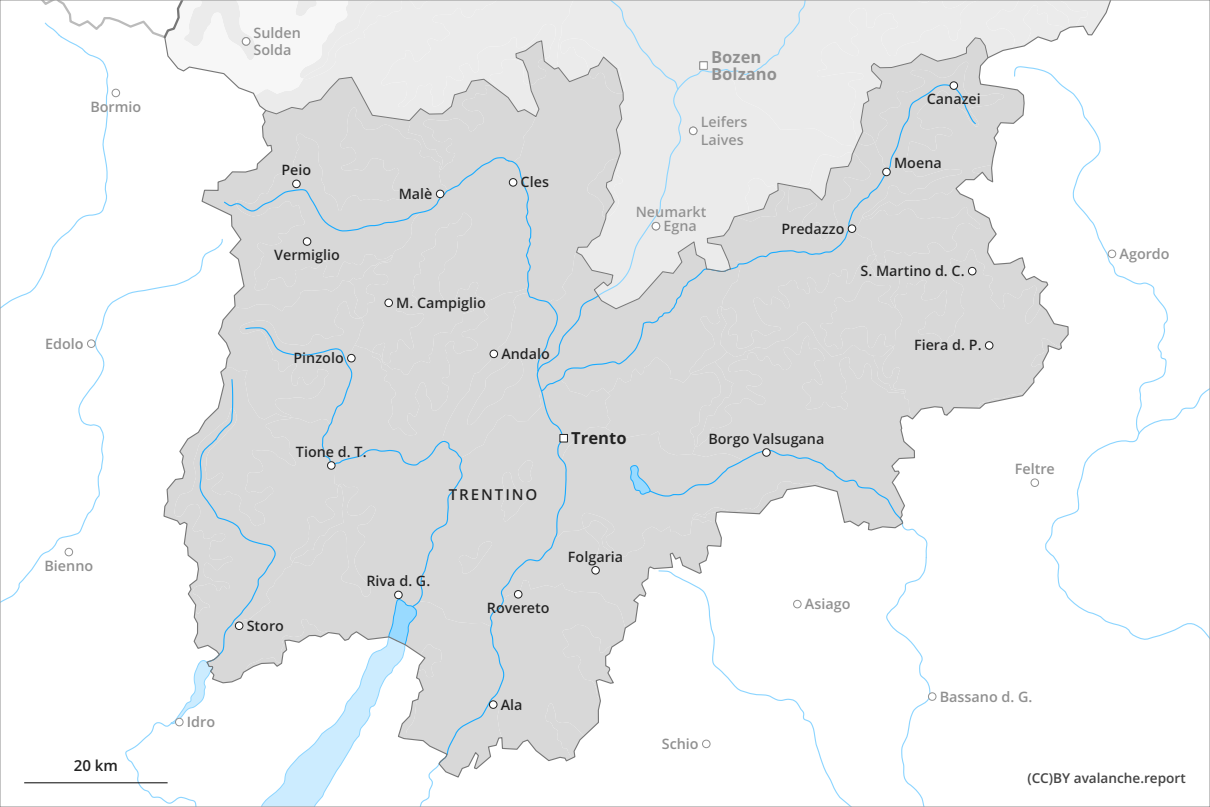 Sulden
Solda
Bozen
Bolzano
Bormio
Canazei
Leifers
Laives
Moena
Peio
Malè
Cles
Neumarkt
Egna
Predazzo
Vermiglio
Agordo
S. Martino d. C.
M. Campiglio
Edolo
Pinzolo
Andalo
Fiera d. P.
Trento
Borgo Valsugana
Tione d. T.
Feltre
TRENTINO
Bienno
Folgaria
Riva d. G.
Rovereto
Asiago
Storo
Ala
Bassano d. G.
Idro
Schio
20 km
(CC)BY avalanche.report